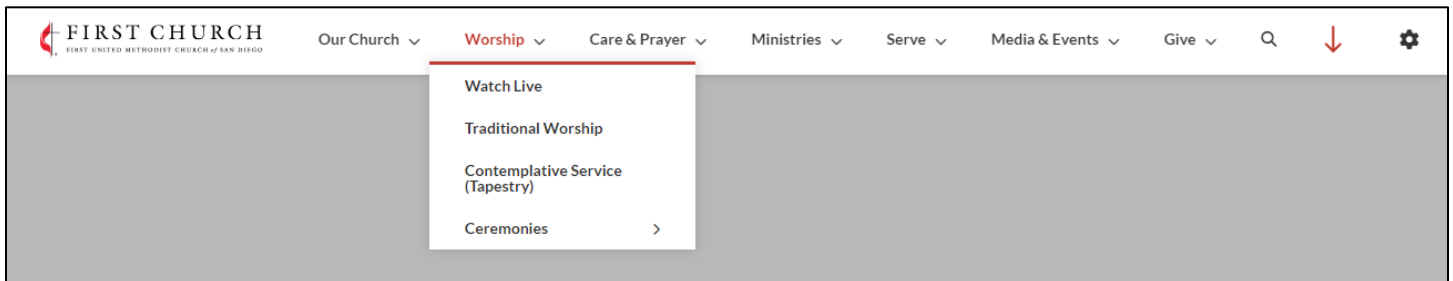 FIRST CHURCH
FIRST UNITED METHODIST CHURCH of SAN DIEGO
Our Church
Worship
Care & Prayer
Ministries
Serve
Media & Events
Give
Watch Live
Traditional Worship
Contemplative Service
(Tapestry)
Ceremonies